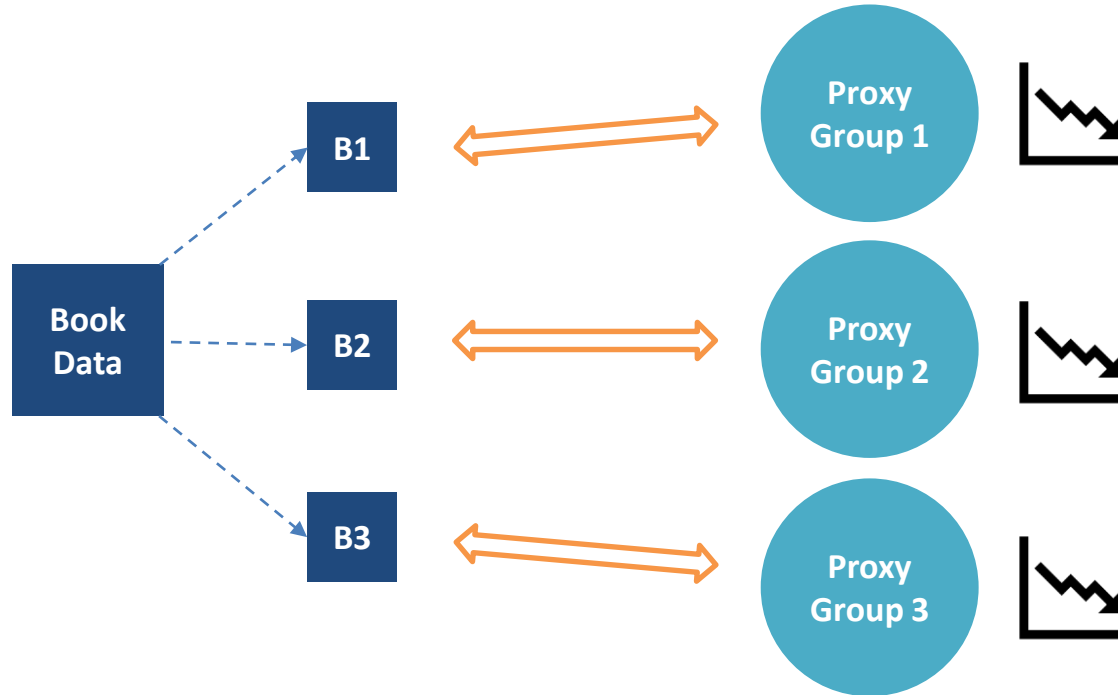 B1
Proxy
Group 1
Book
Data
B2
Proxy
Group 2
B3
Proxy
Group 3